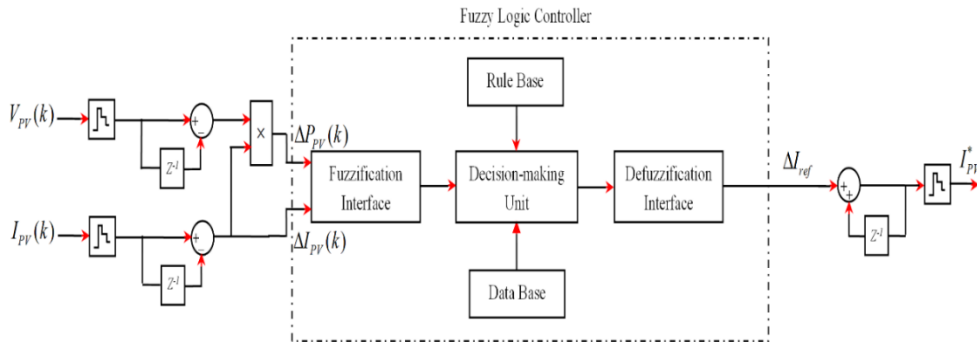 Fuzzy Logic Controller
Rule Base
V_PV(k)
+
−
×
Z⁻¹
ΔP_PV(k)
Fuzzification
Interface
Decision-making
Unit
Defuzzification
Interface
ΔI_ref
I*_PV
+
+
Z⁻¹
I_PV(k)
+
−
ΔI_PV(k)
Z⁻¹
Data Base